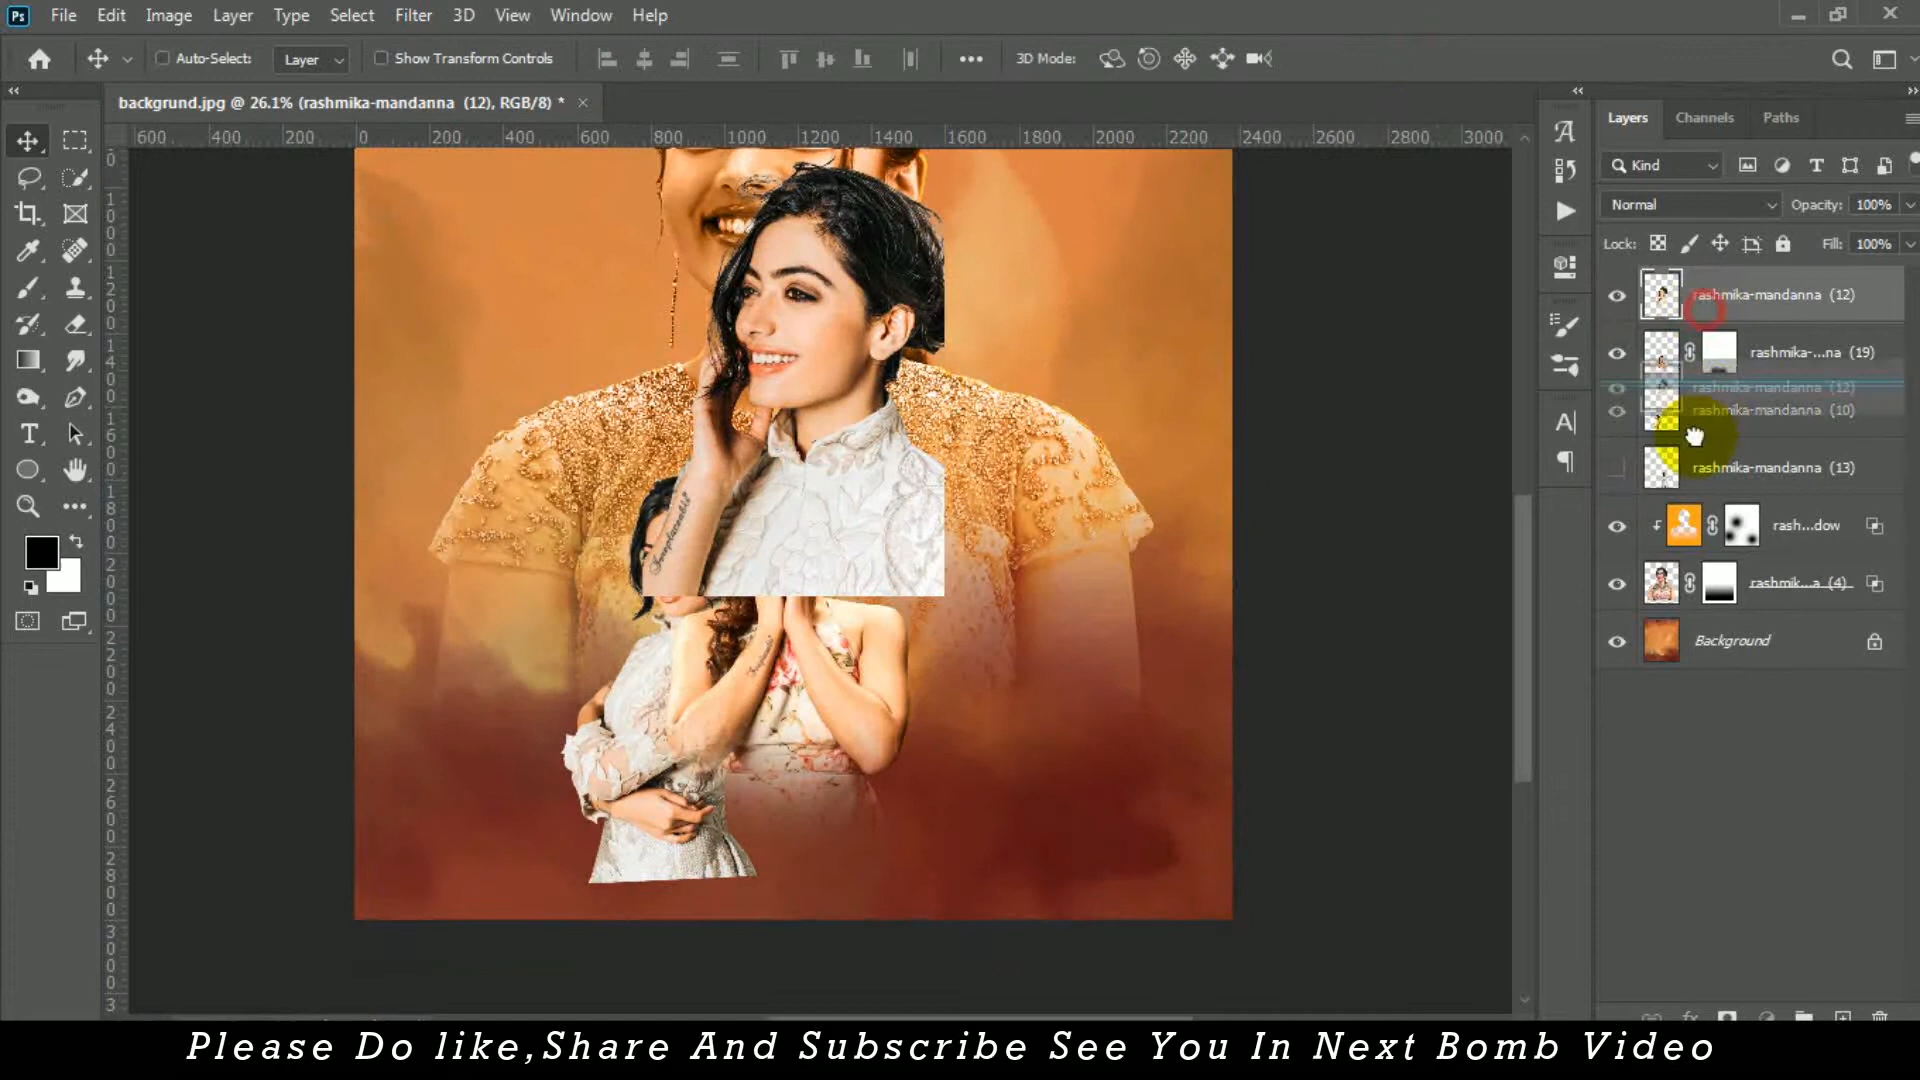 Ps File Edit Image Layer Select Filter 3D View Window Help
Auto-Select: Layer Show Transform Controls 3D Mode:
backgrund.jpg @ 26.1% (rashmika-mandanna (12), RGB/8) *
600 400 200 0 200 400 600 800 1000 1200 1400 1600 1800 2000 2200 2400 2600 2800 3000
Layers Channels Paths
Kind
Normal Opacity: 100%
Lock: Fill: 100%
rashmika-mandanna (12)
rashmika-...na (19)
rashmika-mandanna (12)
rashmika-mandanna (10)
rashmika-mandanna (13)
rash...dow
rashmik...a (4)
Background
Please Do like,Share And Subscribe See You In Next Bomb Video